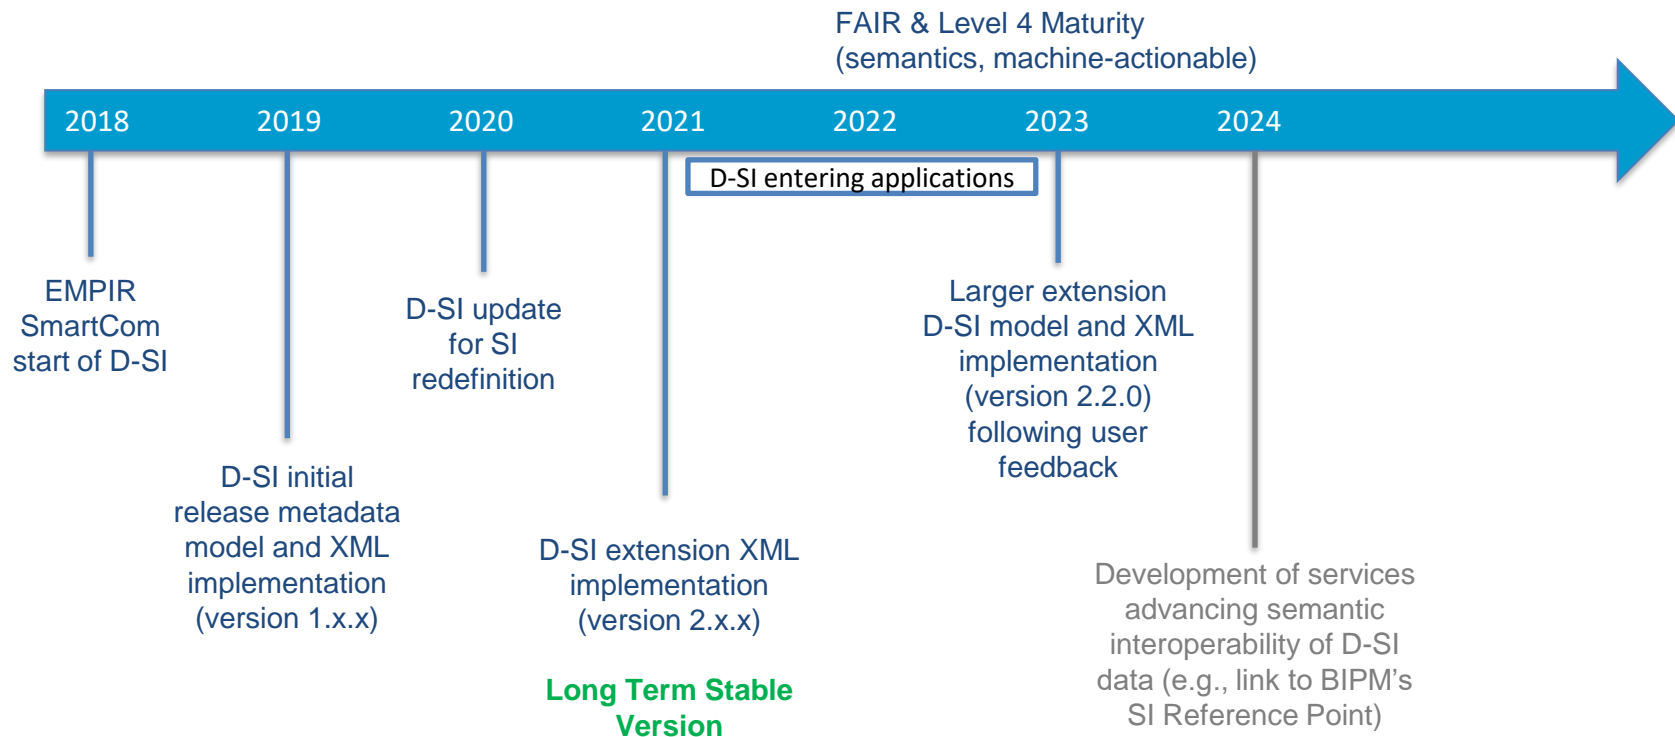 FAIR & Level 4 Maturity
(semantics, machine-actionable)
2018 2019 2020 2021 2022 2023 2024
D-SI entering applications
EMPIR
SmartCom
start of D-SI
D-SI initial
release metadata
model and XML
implementation
(version 1.x.x)
D-SI update
for SI
redefinition
D-SI extension XML
implementation
(version 2.x.x)
Long Term Stable
Version
Larger extension
D-SI model and XML
implementation
(version 2.2.0)
following user
feedback
Development of services
advancing semantic
interoperability of D-SI
data (e.g., link to BIPM’s
SI Reference Point)